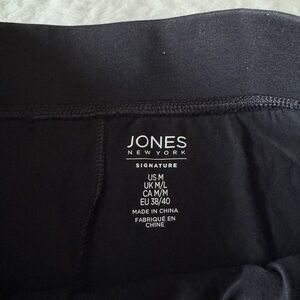 JONES
NEW YORK
SIGNATURE
US M
UK M/L
CA M/M
EU 38/40
MADE IN CHINA
FABRIQUÉ EN
CHINE